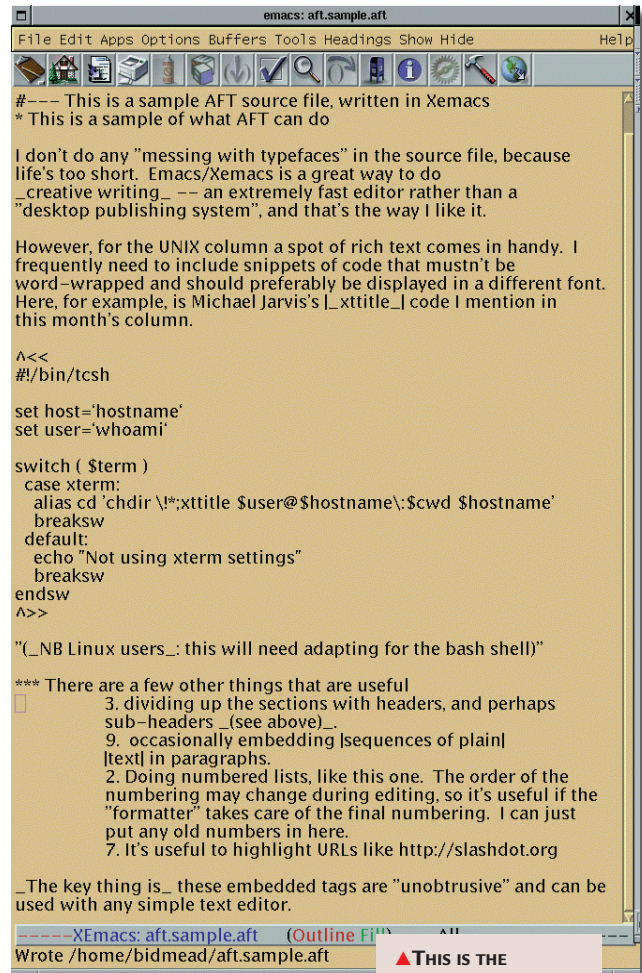 emacs: aft.sample.aft
File Edit Apps Options Buffers Tools Headings Show Hide Help
#--- This is a sample AFT source file, written in Xemacs
* This is a sample of what AFT can do
I don't do any "messing with typefaces" in the source file, because
life's too short. Emacs/Xemacs is a great way to do
_creative writing_ -- an extremely fast editor rather than a
"desktop publishing system", and that's the way I like it.
However, for the UNIX column a spot of rich text comes in handy. I
frequently need to include snippets of code that mustn't be
word-wrapped and should preferably be displayed in a different font.
Here, for example, is Michael Jarvis's |_xttitle_| code I mention in
this month's column.
^<<
#!/bin/tcsh
set host=‘hostname‘
set user=‘whoami‘
switch ( $term )
case xterm:
alias cd 'chdir \!*;xttitle $user@$hostname\:$cwd $hostname'
breaksw
default:
echo "Not using xterm settings"
breaksw
endsw
^>>
"(_NB Linux users_: this will need adapting for the bash shell)"
*** There are a few other things that are useful
3. dividing up the sections with headers, and perhaps
sub-headers _(see above)_.
9. occasionally embedding |sequences of plain|
|text| in paragraphs.
2. Doing numbered lists, like this one. The order of the
numbering may change during editing, so it's useful if the
"formatter" takes care of the final numbering. I can just
put any old numbers in here.
7. It's useful to highlight URLs like http://slashdot.org
_The key thing is_ these embedded tags are "unobtrusive" and can be
used with any simple text editor.
-----XEmacs: aft.sample.aft (Outline Fill) ---
Wrote /home/bidmead/aft.sample.aft
▲THIS IS THE